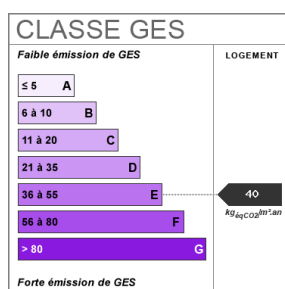 CLASSE GES
Faible émission de GES
LOGEMENT
≤ 5 A
6 à 10 B
11 à 20 C
21 à 35 D
36 à 55 E
40
kgéqCO2/m².an
56 à 80 F
> 80 G
Forte émission de GES